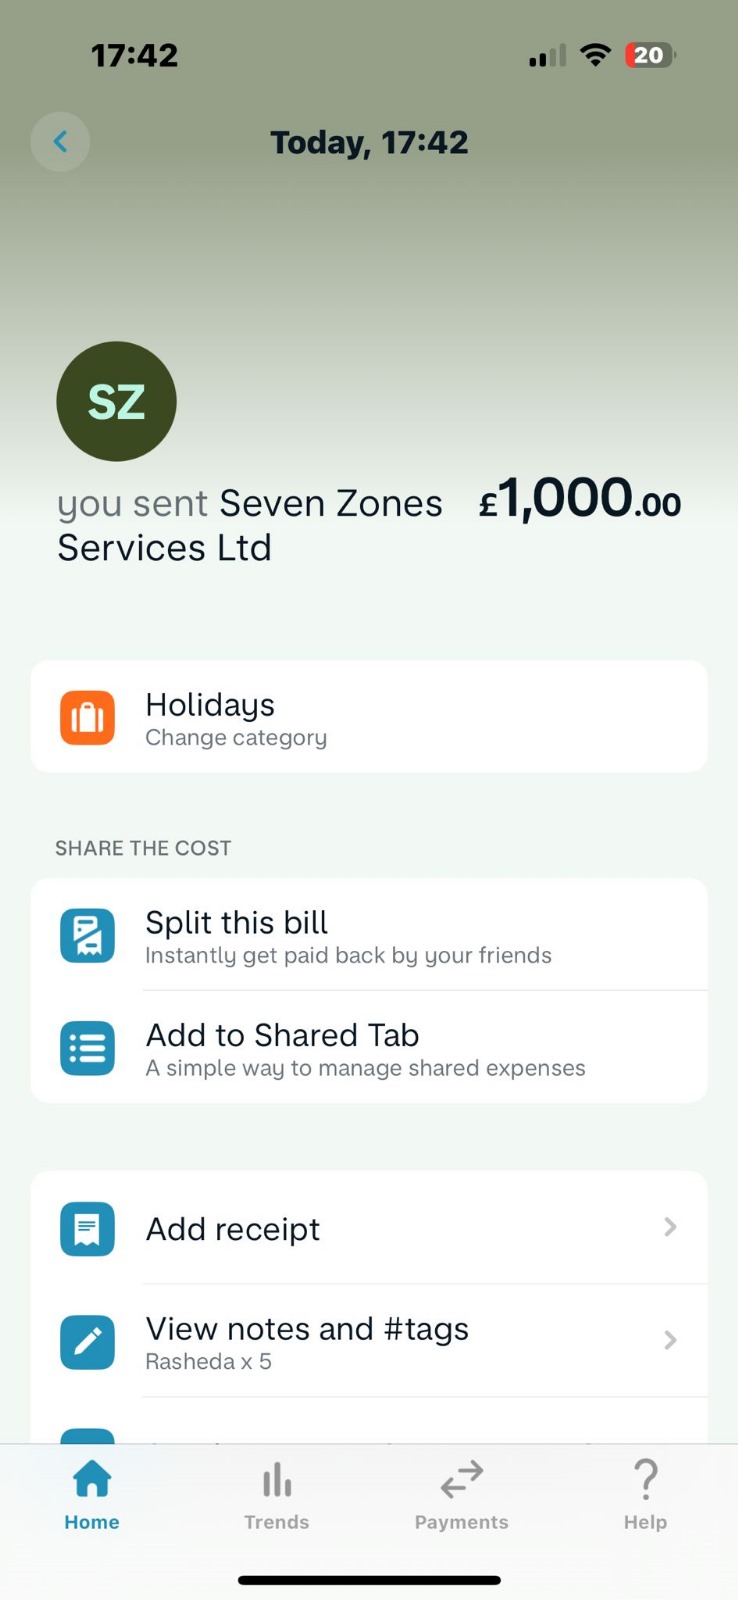 17:42
20
Today, 17:42
SZ
you sent Seven Zones £1,000.00
Services Ltd
Holidays
Change category
SHARE THE COST
Split this bill
Instantly get paid back by your friends
Add to Shared Tab
A simple way to manage shared expenses
Add receipt
View notes and #tags
Rasheda x 5
Home Trends Payments Help